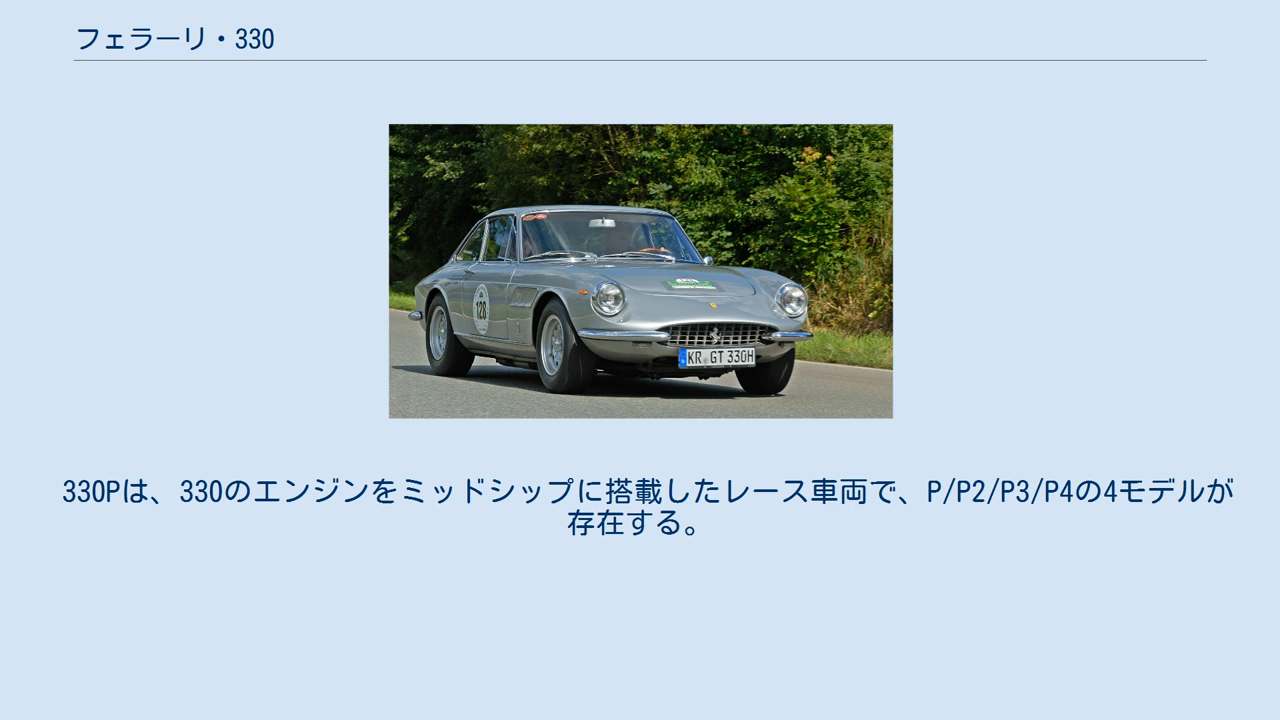 フェラーリ・330
128
KR GT 330H
330Pは、330のエンジンをミッドシップに搭載したレース車両で、P/P2/P3/P4の4モデルが
存在する。